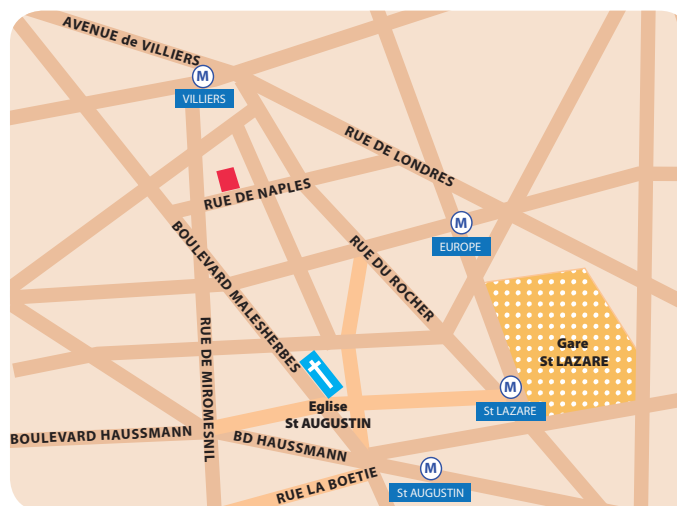 AVENUE de VILLIERS
M
VILLIERS
RUE DE LONDRES
RUE DE NAPLES
M
EUROPE
BOULEVARD MALESHERBES
RUE DU ROCHER
RUE DE MIROMESNIL
Gare
St LAZARE
M
St LAZARE
Eglise
St AUGUSTIN
BOULEVARD HAUSSMANN
BD HAUSSMANN
M
St AUGUSTIN
RUE LA BOETIE